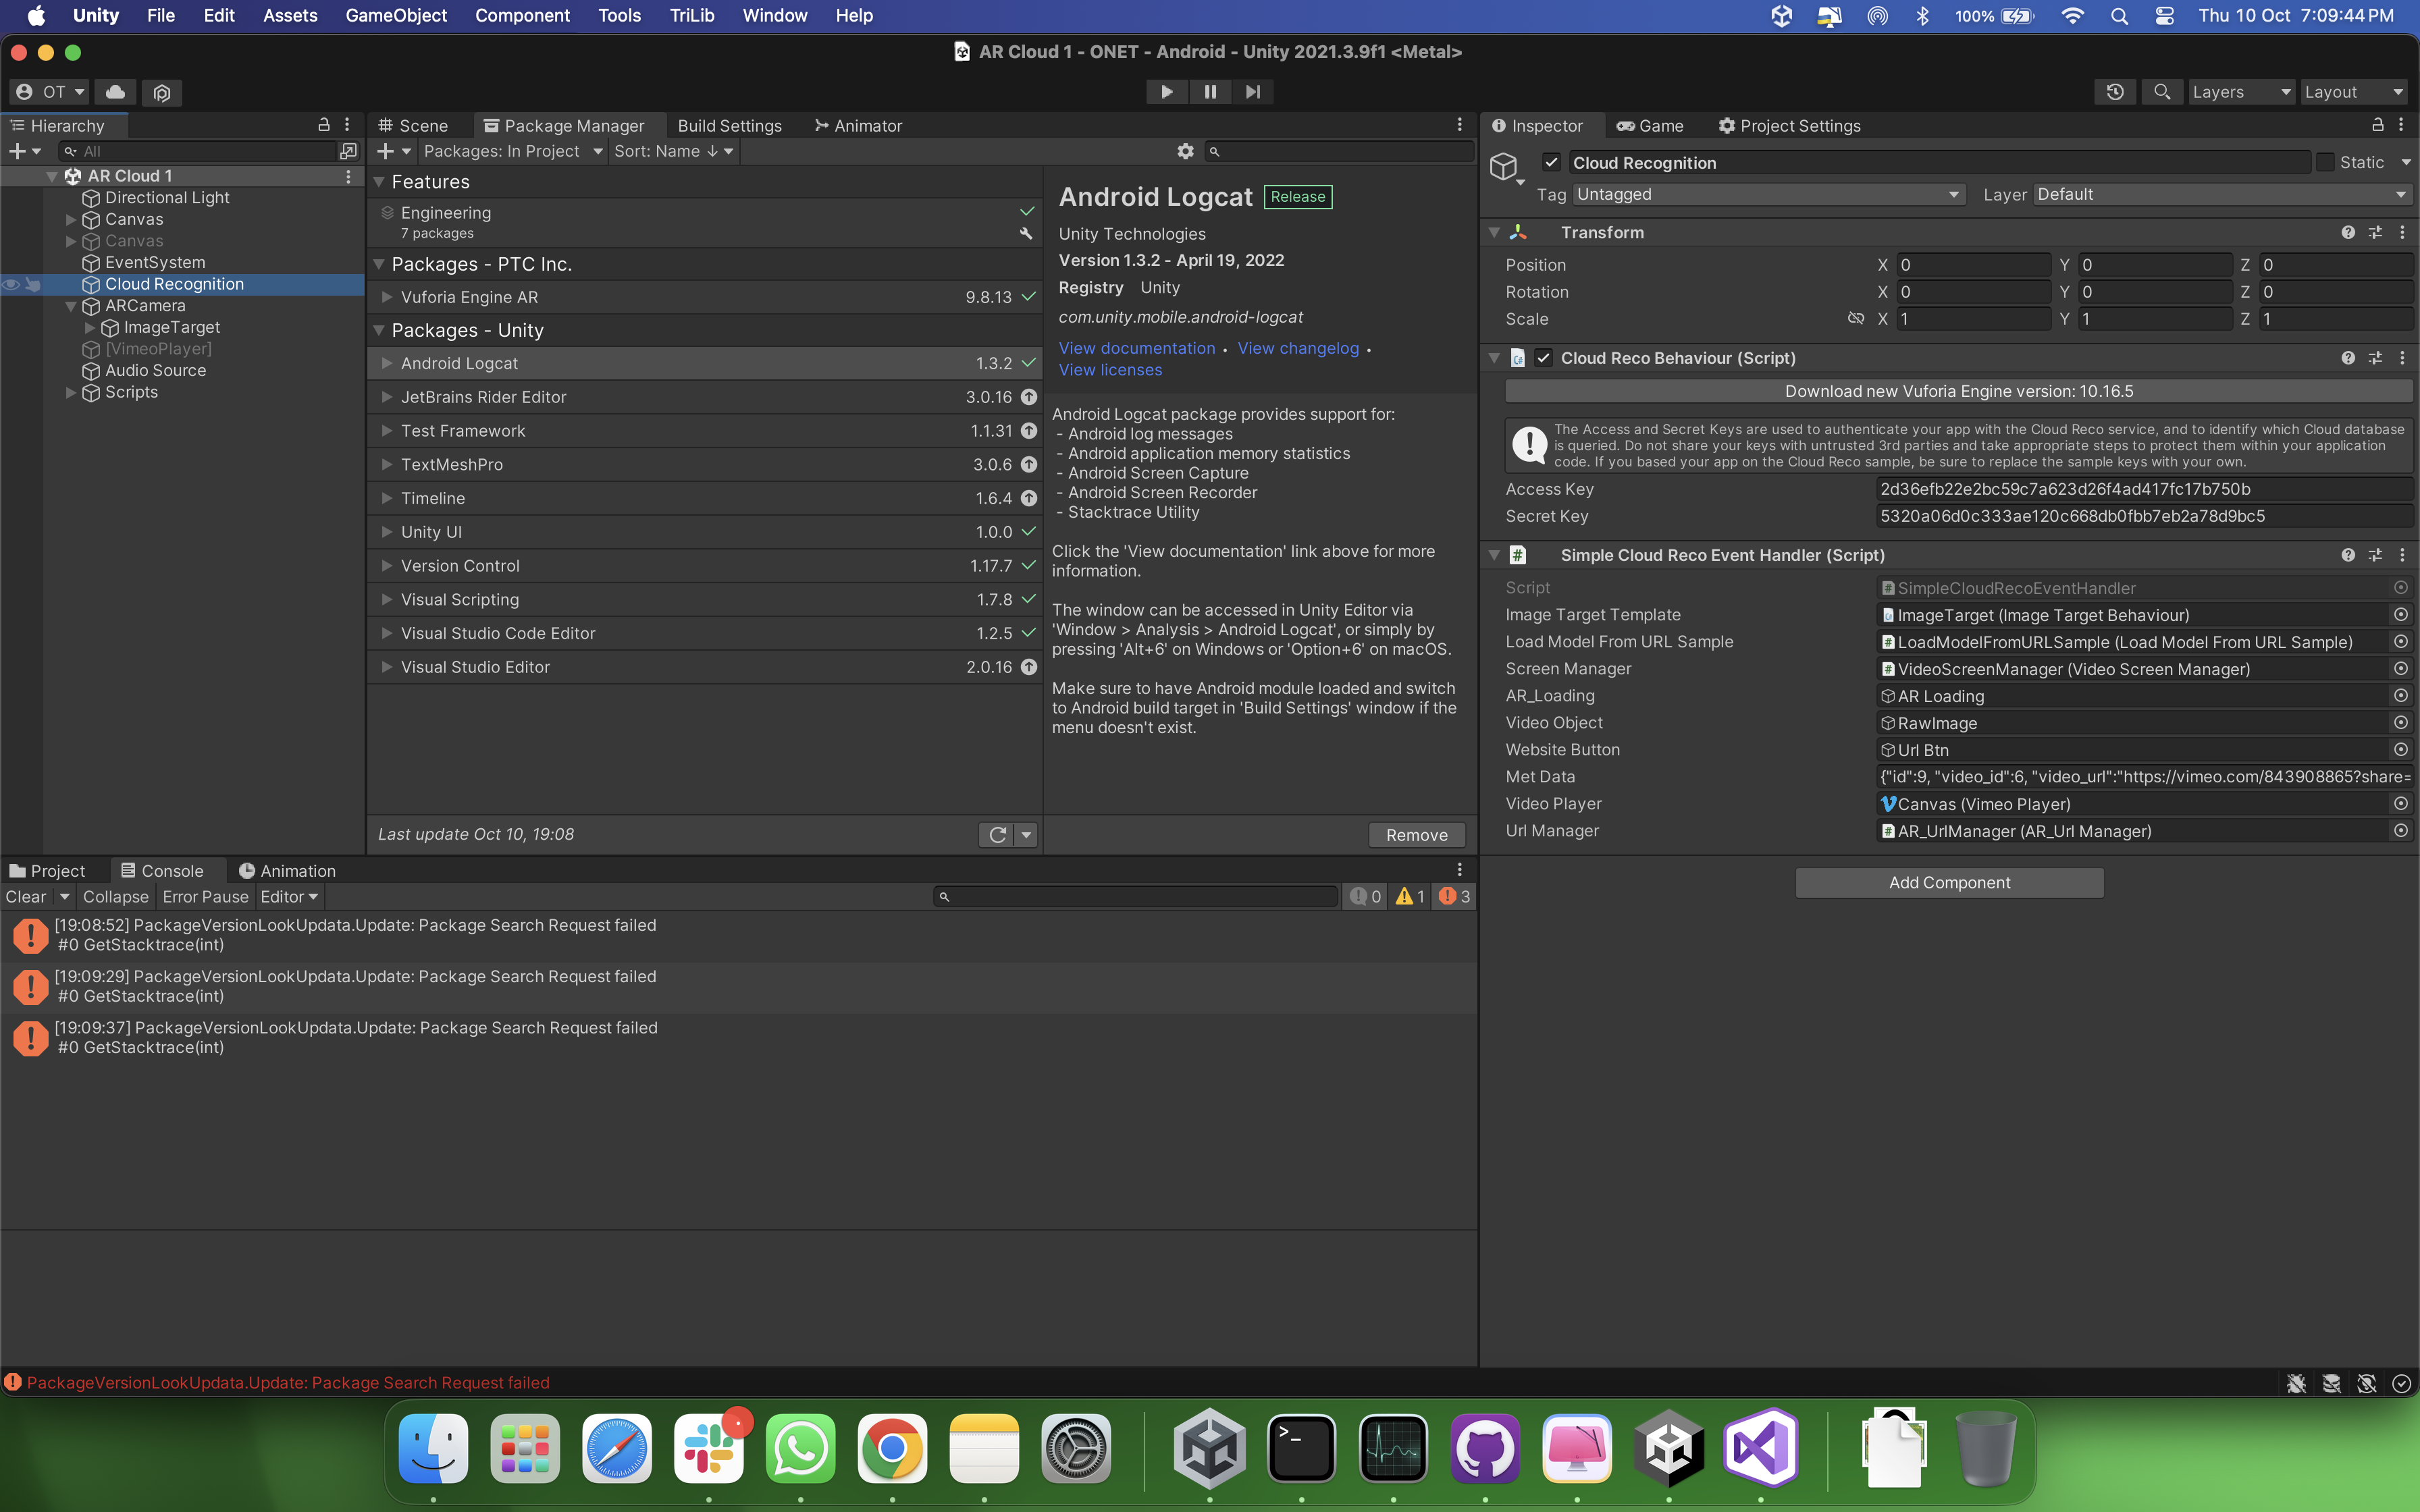 Unity File Edit Assets GameObject Component Tools TriLib Window Help 100% Thu 10 Oct 7:09:44 PM
AR Cloud 1 - ONET - Android - Unity 2021.3.9f1 <Metal>
OT Layers Layout
Hierarchy
All
AR Cloud 1
Directional Light
Canvas
Canvas
EventSystem
Cloud Recognition
ARCamera
ImageTarget
[VimeoPlayer]
Audio Source
Scripts
Scene Package Manager Build Settings Animator
Packages: In Project Sort: Name ↓
Features
Engineering
7 packages
Packages - PTC Inc.
Vuforia Engine AR 9.8.13
Packages - Unity
Android Logcat 1.3.2
JetBrains Rider Editor 3.0.16
Test Framework 1.1.31
TextMeshPro 3.0.6
Timeline 1.6.4
Unity UI 1.0.0
Version Control 1.17.7
Visual Scripting 1.7.8
Visual Studio Code Editor 1.2.5
Visual Studio Editor 2.0.16
Last update Oct 10, 19:08
Android Logcat Release
Unity Technologies
Version 1.3.2 - April 19, 2022
Registry Unity
com.unity.mobile.android-logcat
View documentation • View changelog •
View licenses
Android Logcat package provides support for:
- Android log messages
- Android application memory statistics
- Android Screen Capture
- Android Screen Recorder
- Stacktrace Utility
Click the 'View documentation' link above for more
information.
The window can be accessed in Unity Editor via
'Window > Analysis > Android Logcat', or simply by
pressing 'Alt+6' on Windows or 'Option+6' on macOS.
Make sure to have Android module loaded and switch
to Android build target in 'Build Settings' window if the
menu doesn't exist.
Remove
Inspector Game Project Settings
Cloud Recognition Static
Tag Untagged Layer Default
Transform
Position X 0 Y 0 Z 0
Rotation X 0 Y 0 Z 0
Scale X 1 Y 1 Z 1
Cloud Reco Behaviour (Script)
Download new Vuforia Engine version: 10.16.5
The Access and Secret Keys are used to authenticate your app with the Cloud Reco service, and to identify which Cloud database
is queried. Do not share your keys with untrusted 3rd parties and take appropriate steps to protect them within your application
code. If you based your app on the Cloud Reco sample, be sure to replace the sample keys with your own.
Access Key 2d36efb22e2bc59c7a623d26f4ad417fc17b750b
Secret Key 5320a06d0c333ae120c668db0fbb7eb2a78d9bc5
Simple Cloud Reco Event Handler (Script)
Script SimpleCloudRecoEventHandler
Image Target Template ImageTarget (Image Target Behaviour)
Load Model From URL Sample LoadModelFromURLSample (Load Model From URL Sample)
Screen Manager VideoScreenManager (Video Screen Manager)
AR_Loading AR Loading
Video Object RawImage
Website Button Url Btn
Met Data {"id":9, "video_id":6, "video_url":"https://vimeo.com/843908865?share=
Video Player Canvas (Vimeo Player)
Url Manager AR_UrlManager (AR_Url Manager)
Add Component
Project Console Animation
Clear Collapse Error Pause Editor 0 1 3
[19:08:52] PackageVersionLookUpdata.Update: Package Search Request failed
#0 GetStacktrace(int)
[19:09:29] PackageVersionLookUpdata.Update: Package Search Request failed
#0 GetStacktrace(int)
[19:09:37] PackageVersionLookUpdata.Update: Package Search Request failed
#0 GetStacktrace(int)
PackageVersionLookUpdata.Update: Package Search Request failed